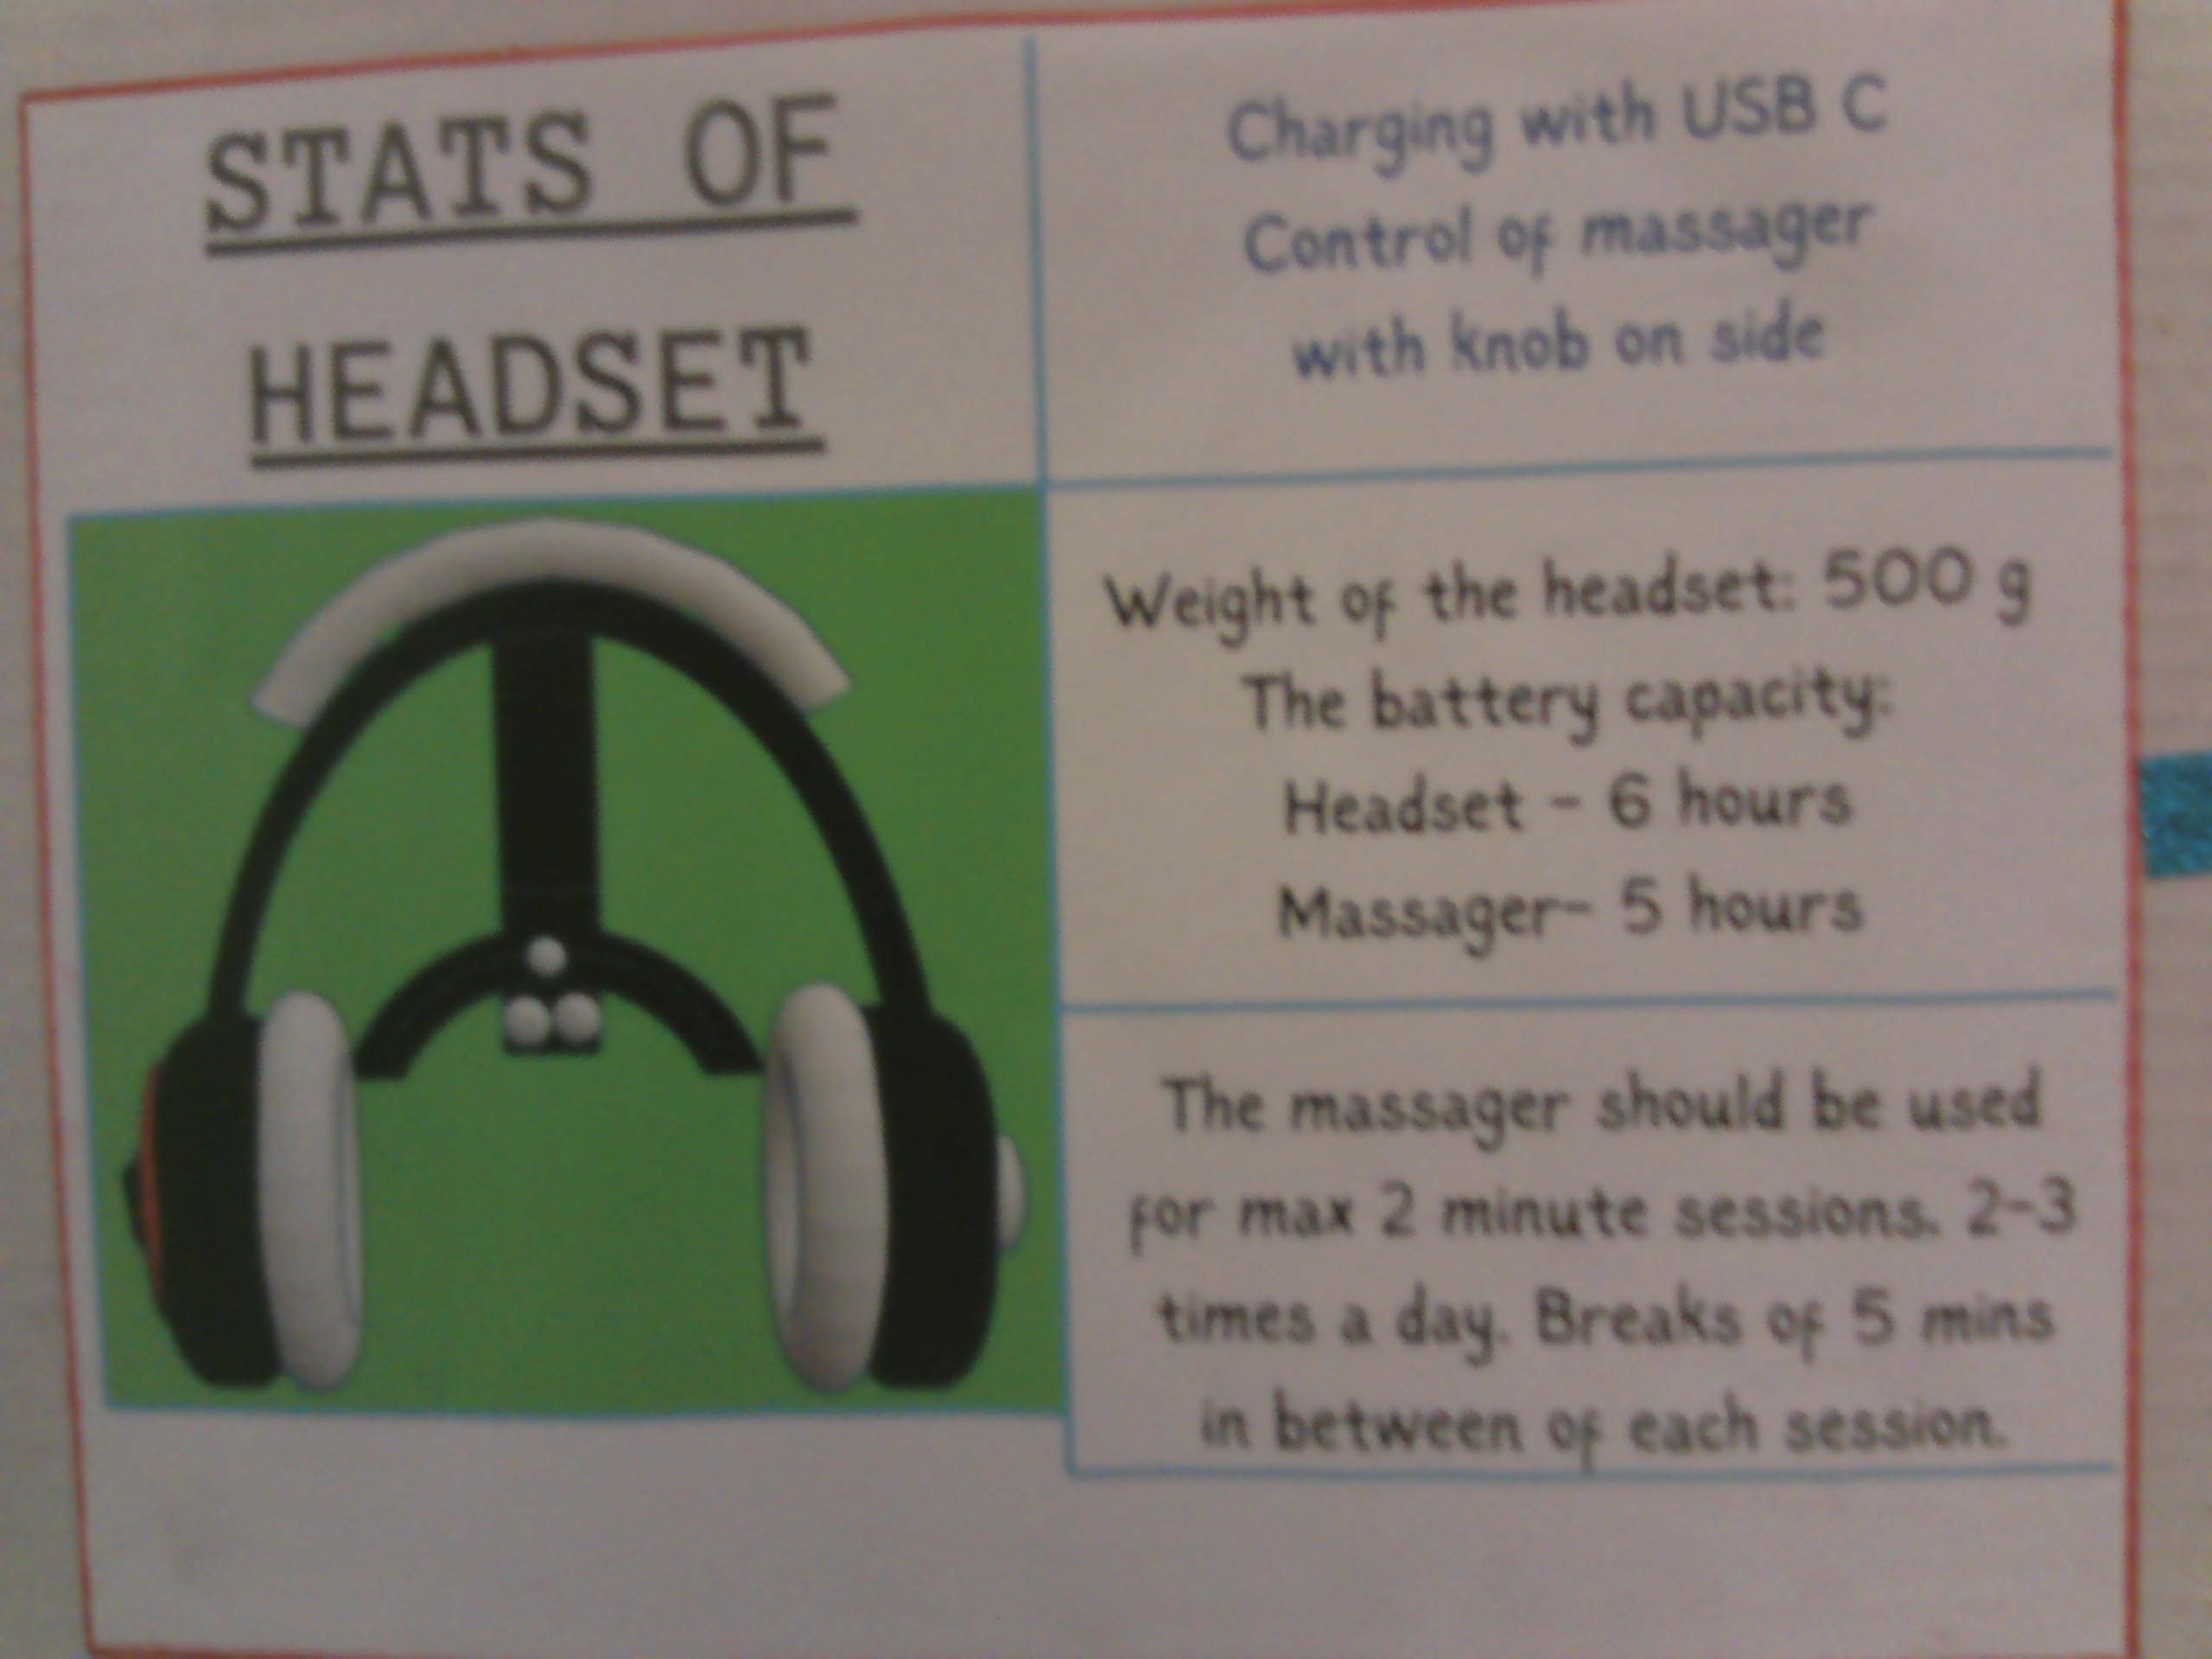 STATS OF
HEADSET
Charging with USB C
Control of massager
with knob on side
Weight of the headset: 500 g
The battery capacity:
Headset - 6 hours
Massager- 5 hours
The massager should be used
for max 2 minute sessions. 2-3
times a day. Breaks of 5 mins
in between of each session.